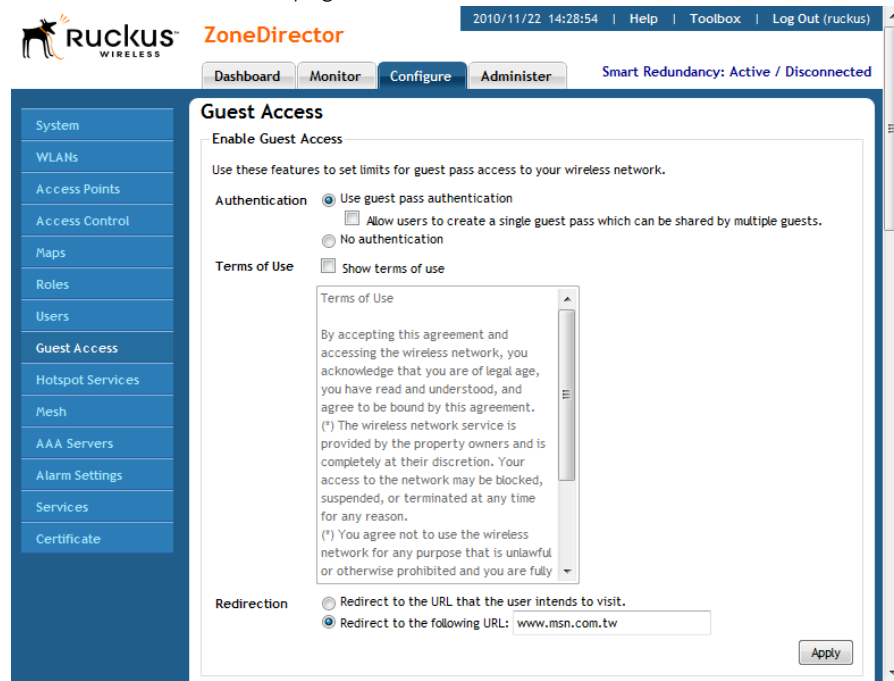 2010/11/22 14:28:54 | Help | Toolbox | Log Out (ruckus)
RUCKUS™
WIRELESS
ZoneDirector
Dashboard Monitor Configure Administer
Smart Redundancy: Active / Disconnected
System
WLANs
Access Points
Access Control
Maps
Roles
Users
Guest Access
Hotspot Services
Mesh
AAA Servers
Alarm Settings
Services
Certificate
Guest Access
Enable Guest Access
Use these features to set limits for guest pass access to your wireless network.
Authentication
Use guest pass authentication
Allow users to create a single guest pass which can be shared by multiple guests.
No authentication
Terms of Use
Show terms of use
Terms of Use
By accepting this agreement and
accessing the wireless network, you
acknowledge that you are of legal age,
you have read and understood, and
agree to be bound by this agreement.
(*) The wireless network service is
provided by the property owners and is
completely at their discretion. Your
access to the network may be blocked,
suspended, or terminated at any time
for any reason.
(*) You agree not to use the wireless
network for any purpose that is unlawful
or otherwise prohibited and you are fully
Redirection
Redirect to the URL that the user intends to visit.
Redirect to the following URL: www.msn.com.tw
Apply